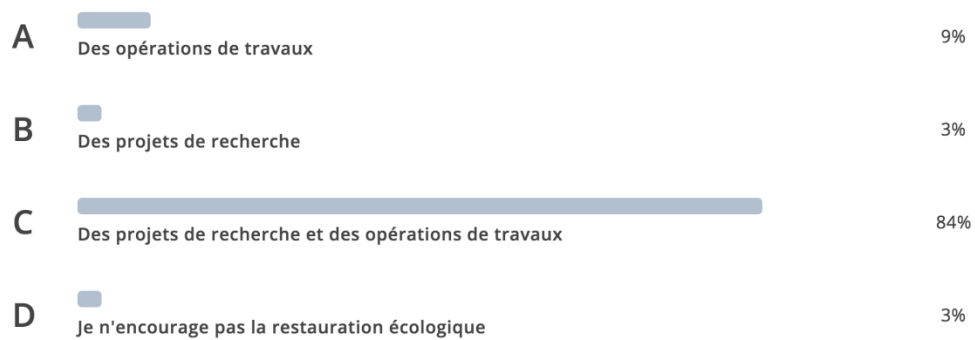 A
Des opérations de travaux
9%
B
Des projets de recherche
3%
C
Des projets de recherche et des opérations de travaux
84%
D
Je n'encourage pas la restauration écologique
3%